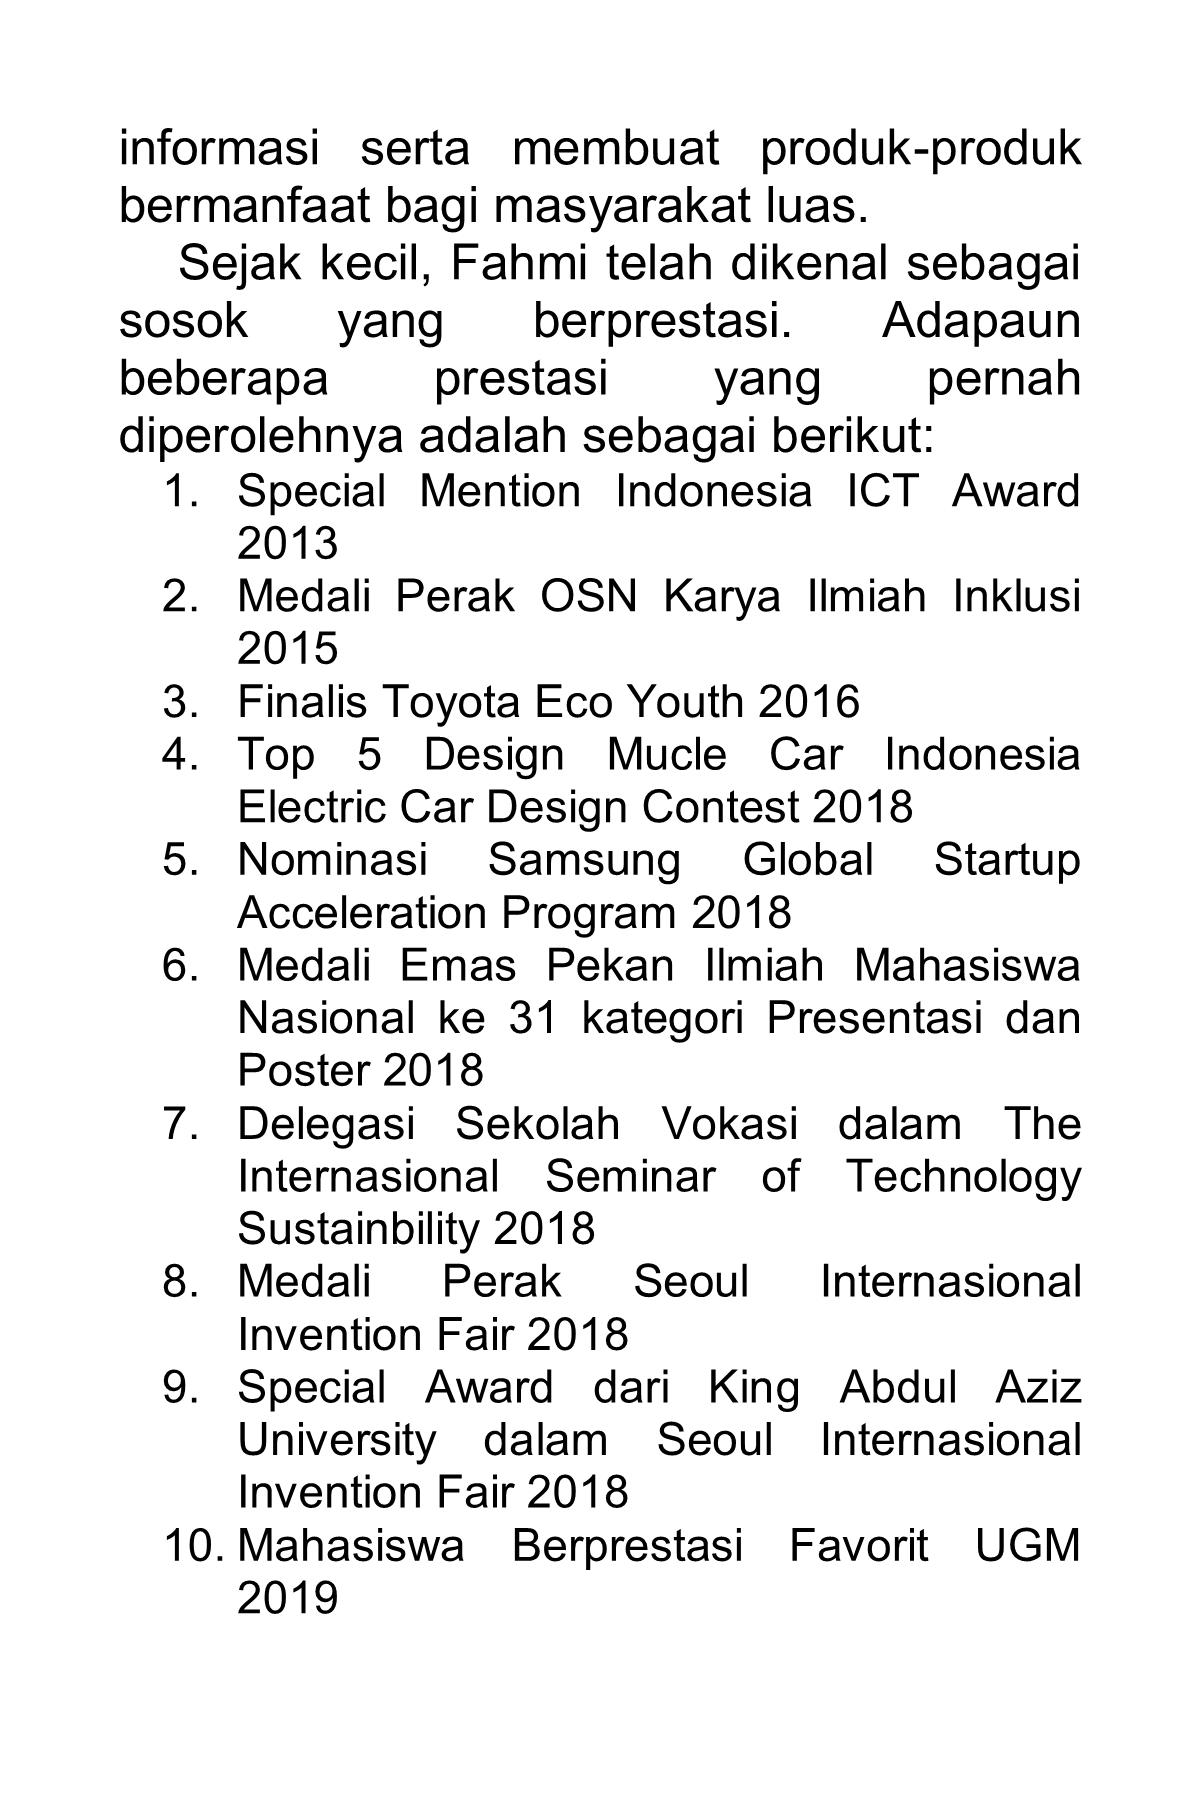 informasi serta membuat produk-produk
bermanfaat bagi masyarakat luas.
Sejak kecil, Fahmi telah dikenal sebagai
sosok yang berprestasi. Adapaun
beberapa prestasi yang pernah
diperolehnya adalah sebagai berikut:
1. Special Mention Indonesia ICT Award
2013
2. Medali Perak OSN Karya Ilmiah Inklusi
2015
3. Finalis Toyota Eco Youth 2016
4. Top 5 Design Mucle Car Indonesia
Electric Car Design Contest 2018
5. Nominasi Samsung Global Startup
Acceleration Program 2018
6. Medali Emas Pekan Ilmiah Mahasiswa
Nasional ke 31 kategori Presentasi dan
Poster 2018
7. Delegasi Sekolah Vokasi dalam The
Internasional Seminar of Technology
Sustainbility 2018
8. Medali Perak Seoul Internasional
Invention Fair 2018
9. Special Award dari King Abdul Aziz
University dalam Seoul Internasional
Invention Fair 2018
10. Mahasiswa Berprestasi Favorit UGM
2019